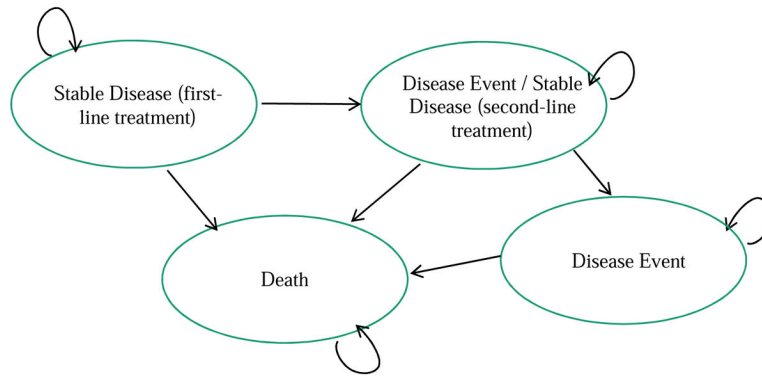 Stable Disease (first-
line treatment)
Disease Event / Stable
Disease (second-line
treatment)
Disease Event
Death